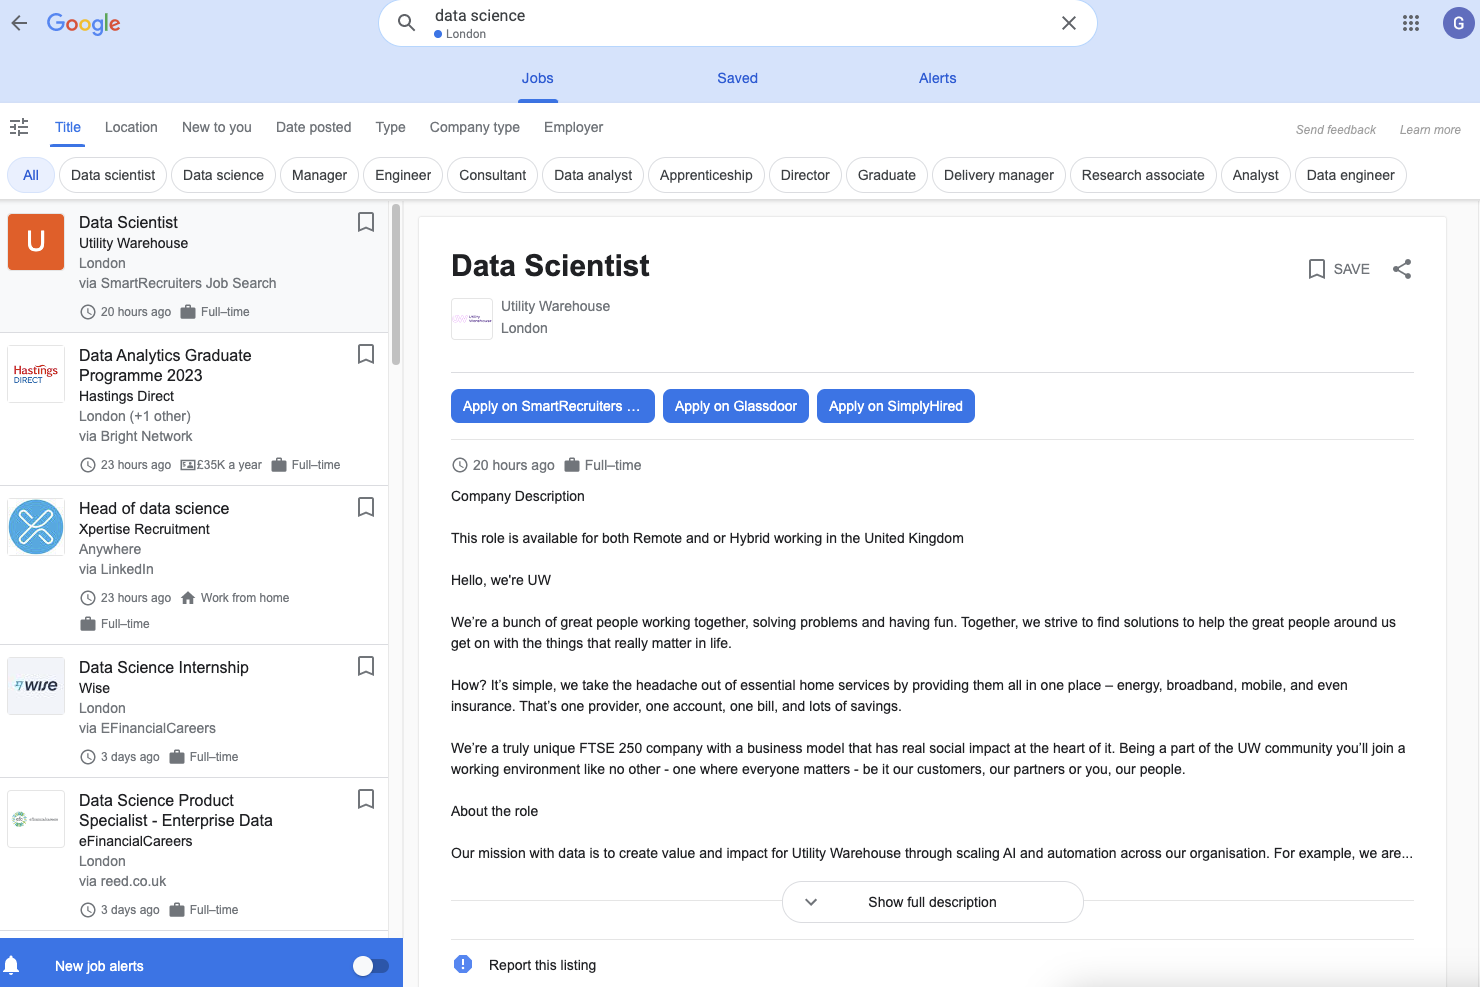 Google
data science
London
G
Jobs
Saved
Alerts
Title
Location
New to you
Date posted
Type
Company type
Employer
Send feedback
Learn more
All
Data scientist
Data science
Manager
Engineer
Consultant
Data analyst
Apprenticeship
Director
Graduate
Delivery manager
Research associate
Analyst
Data engineer
U
Data Scientist
Utility Warehouse
London
via SmartRecruiters Job Search
20 hours ago
Full–time
Hastings
DIRECT
Data Analytics Graduate
Programme 2023
Hastings Direct
London (+1 other)
via Bright Network
23 hours ago
£35K a year
Full–time
Head of data science
Xpertise Recruitment
Anywhere
via LinkedIn
23 hours ago
Work from home
Full–time
wise
Data Science Internship
Wise
London
via EFinancialCareers
3 days ago
Full–time
Data Science Product
Specialist - Enterprise Data
eFinancialCareers
London
via reed.co.uk
3 days ago
Full–time
New job alerts
Data Scientist
SAVE
Utility
Warehouse
Utility Warehouse
London
Apply on SmartRecruiters ...
Apply on Glassdoor
Apply on SimplyHired
20 hours ago
Full–time
Company Description
This role is available for both Remote and or Hybrid working in the United Kingdom
Hello, we're UW
We’re a bunch of great people working together, solving problems and having fun. Together, we strive to find solutions to help the great people around us
get on with the things that really matter in life.
How? It’s simple, we take the headache out of essential home services by providing them all in one place – energy, broadband, mobile, and even
insurance. That’s one provider, one account, one bill, and lots of savings.
We’re a truly unique FTSE 250 company with a business model that has real social impact at the heart of it. Being a part of the UW community you’ll join a
working environment like no other - one where everyone matters - be it our customers, our partners or you, our people.
About the role
Our mission with data is to create value and impact for Utility Warehouse through scaling AI and automation across our organisation. For example, we are...
Show full description
Report this listing